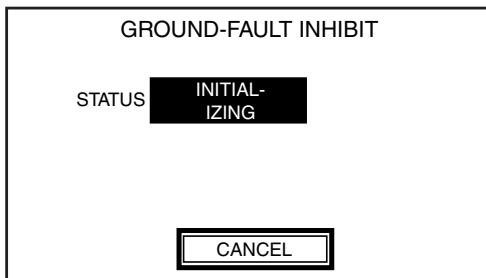 GROUND-FAULT INHIBIT
STATUS
INITIAL-
IZING
CANCEL